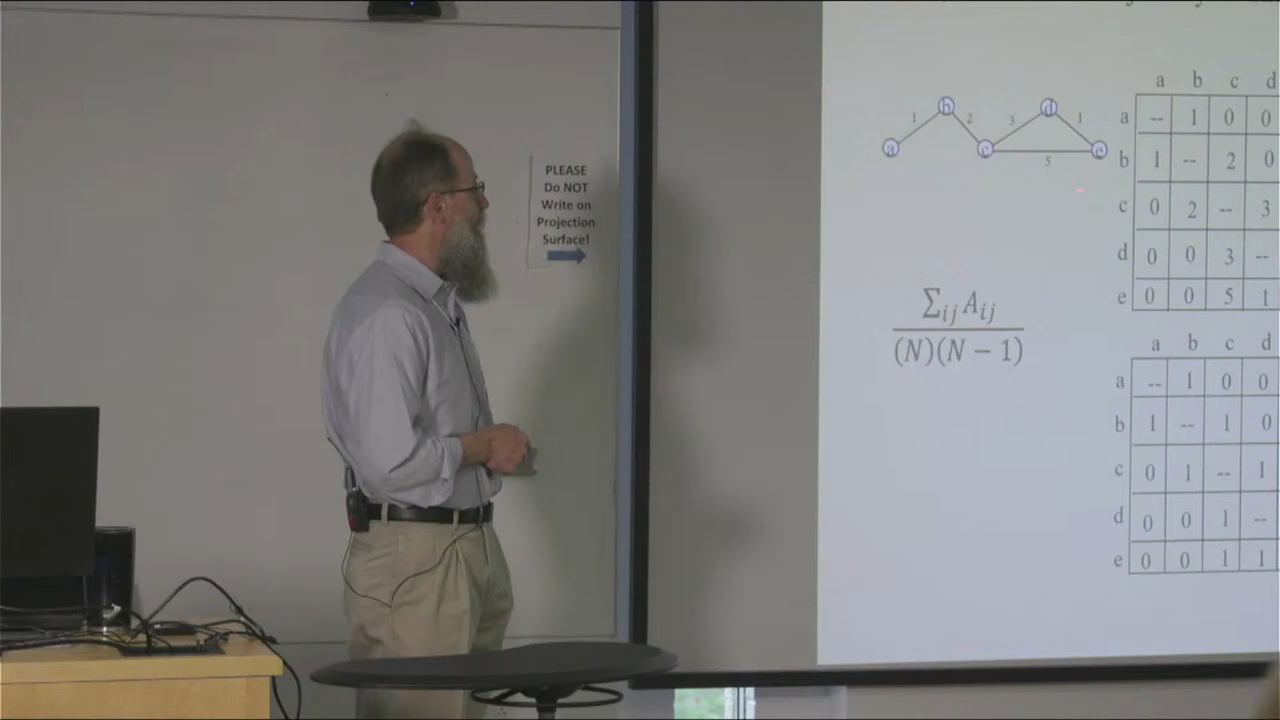 PLEASE
Do NOT
Write on
Projection
Surface!
b d
1 2 3 1
a c e
5
∑ij Aij
(N)(N − 1)
a b c d
a -- 1 0 0
b 1 -- 2 0
c 0 2 -- 3
d 0 0 3 --
e 0 0 5 1
a b c d
a -- 1 0 0
b 1 -- 1 0
c 0 1 -- 1
d 0 0 1 --
e 0 0 1 1